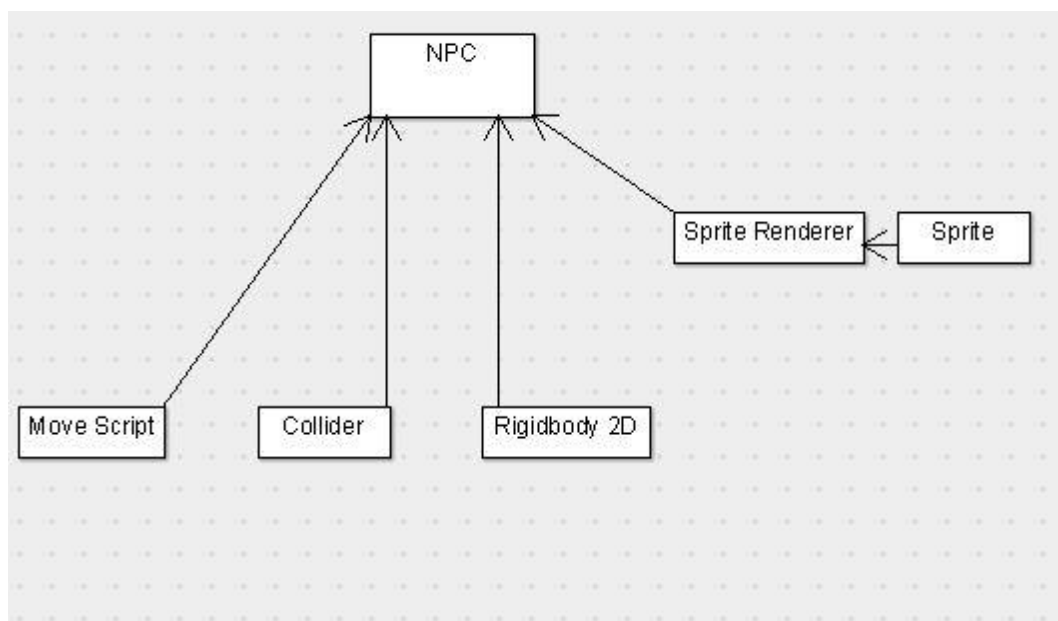 NPC
Sprite Renderer
Sprite
Move Script
Collider
Rigidbody 2D